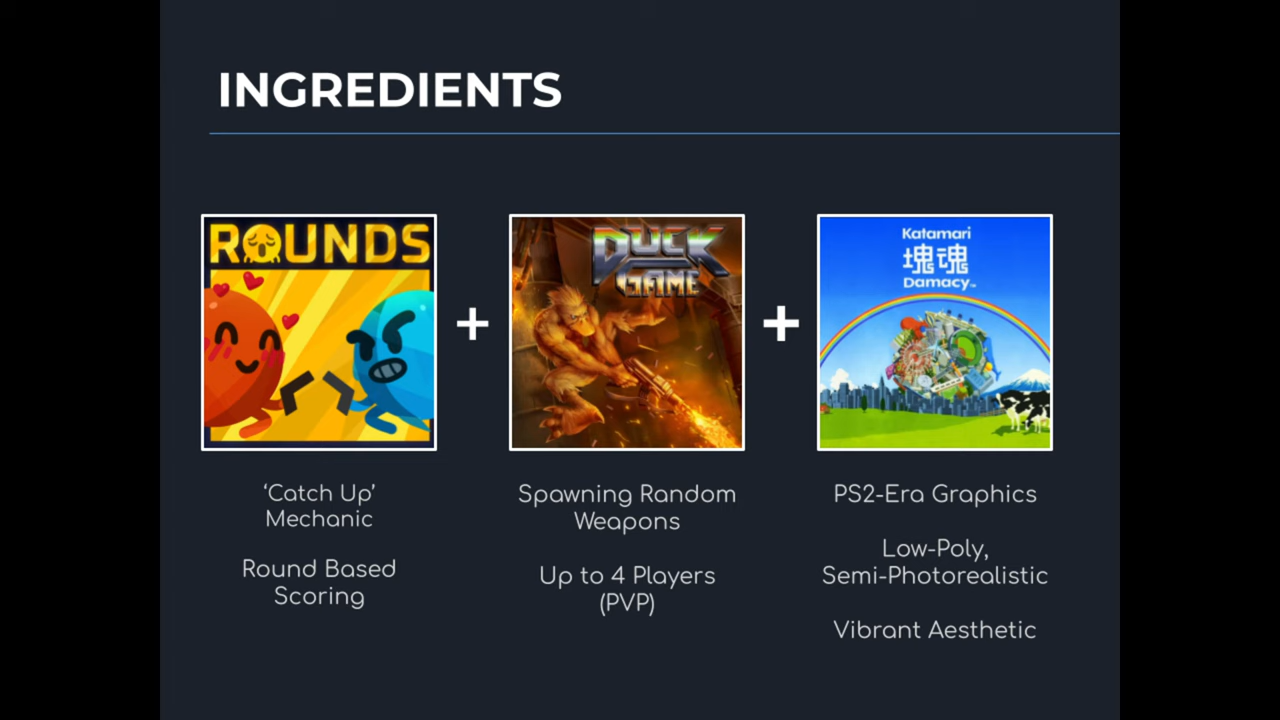 INGREDIENTS
ROUNDS
+
DUCK
GAME
+
Katamari
塊魂
Damacy™
‘Catch Up’
Mechanic
Round Based
Scoring
Spawning Random
Weapons
Up to 4 Players
(PVP)
PS2-Era Graphics
Low-Poly,
Semi-Photorealistic
Vibrant Aesthetic